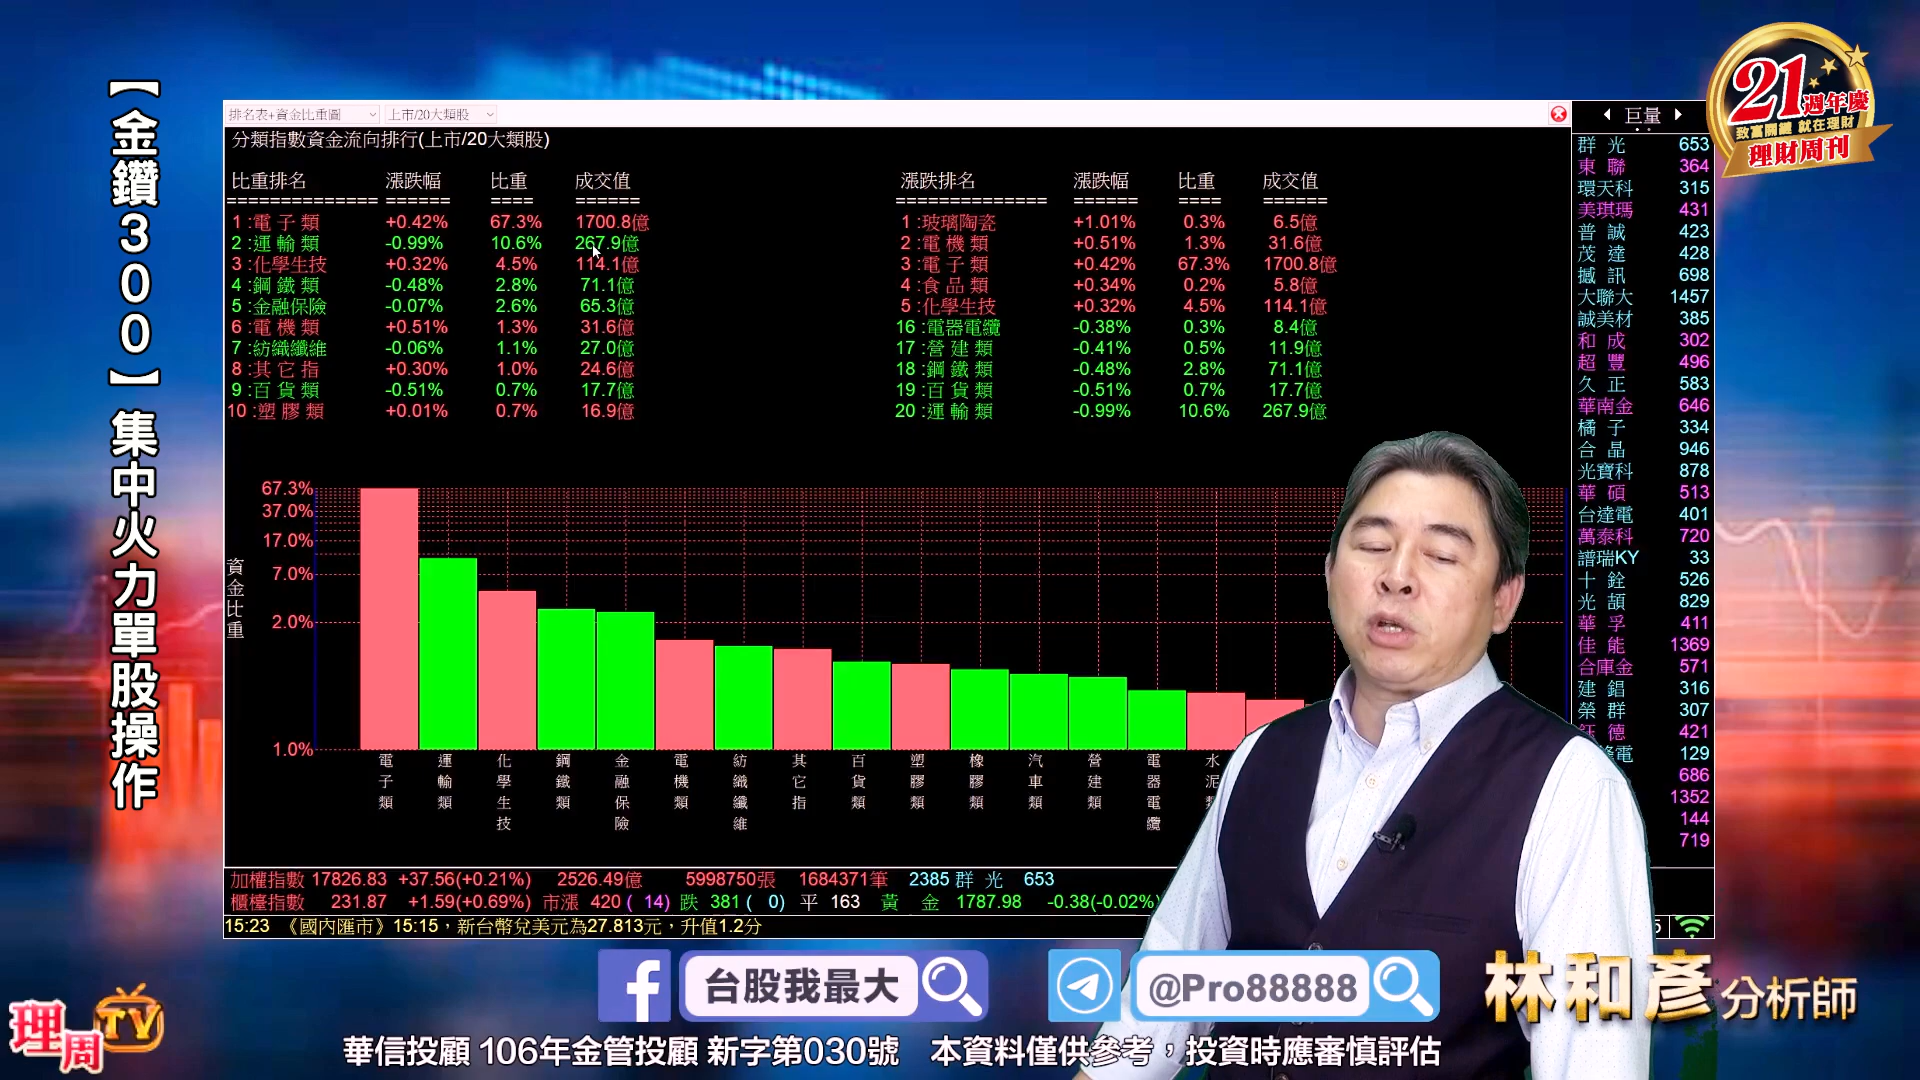 【金鑽300】集中火力單股操作
21週年慶
致富關鍵 就在理財
理財周刊
排名表+資金比重圖
上市/20大類股
分類指數資金流向排行(上市/20大類股)
比重排名 漲跌幅 比重 成交值
============= ====== ==== ======
1 :電 子 類 +0.42% 67.3% 1700.8億
2 :運 輸 類 -0.99% 10.6% 267.9億
3 :化學生技 +0.32% 4.5% 114.1億
4 :鋼 鐵 類 -0.48% 2.8% 71.1億
5 :金融保險 -0.07% 2.6% 65.3億
6 :電 機 類 +0.51% 1.3% 31.6億
7 :紡織纖維 -0.06% 1.1% 27.0億
8 :其 它 指 +0.30% 1.0% 24.6億
9 :百 貨 類 -0.51% 0.7% 17.7億
10 :塑 膠 類 +0.01% 0.7% 16.9億
漲跌排名 漲跌幅 比重 成交值
============= ====== ==== ======
1 :玻璃陶瓷 +1.01% 0.3% 6.5億
2 :電 機 類 +0.51% 1.3% 31.6億
3 :電 子 類 +0.42% 67.3% 1700.8億
4 :食 品 類 +0.34% 0.2% 5.8億
5 :化學生技 +0.32% 4.5% 114.1億
16 :電器電纜 -0.38% 0.3% 8.4億
17 :營 建 類 -0.41% 0.5% 11.9億
18 :鋼 鐵 類 -0.48% 2.8% 71.1億
19 :百 貨 類 -0.51% 0.7% 17.7億
20 :運 輸 類 -0.99% 10.6% 267.9億
資金比重
67.3%
37.0%
17.0%
7.0%
2.0%
1.0%
電子類
運輸類
化學生技
鋼鐵類
金融保險
電機類
紡織纖維
其它指
百貨類
塑膠類
橡膠類
汽車類
營建類
電器電纜
水泥
巨量
群 光 653
東 聯 364
環天科 315
美琪瑪 431
普 誠 423
茂 達 428
撼 訊 698
大聯大 1457
誠美材 385
和 成 302
超 豐 496
久 正 583
華南金 646
橘 子 334
合 晶 946
光寶科 878
華 碩 513
台達電 401
萬泰科 720
譜瑞KY 33
十 銓 526
光 頡 829
華 孚 411
佳 能 1369
合庫金 571
建 錩 316
榮 群 307
鈺 德 421
電 129
686
1352
144
719
加權指數 17826.83 +37.56(+0.21%) 2526.49億 5998750張 1684371筆 2385 群 光 653
櫃檯指數 231.87 +1.59(+0.69%) 市漲 420 ( 14) 跌 381 ( 0) 平 163 黃 金 1787.98 -0.38(-0.02%)
15:23 《國內匯市》15:15，新台幣兌美元為27.813元，升值1.2分
台股我最大
@Pro88888
林和彥分析師
理周TV
華信投顧 106年金管投顧 新字第030號 本資料僅供參考，投資時應審慎評估